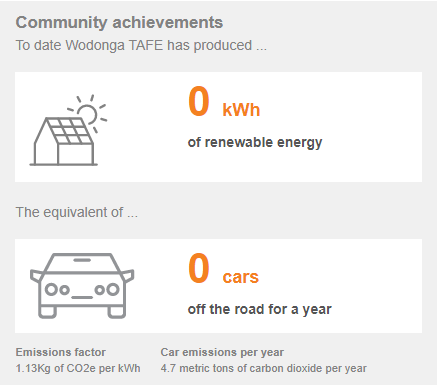 Community achievements
To date Wodonga TAFE has produced ...
0 kWh
of renewable energy
The equivalent of ...
0 cars
off the road for a year
Emissions factor
1.13Kg of CO2e per kWh
Car emissions per year
4.7 metric tons of carbon dioxide per year